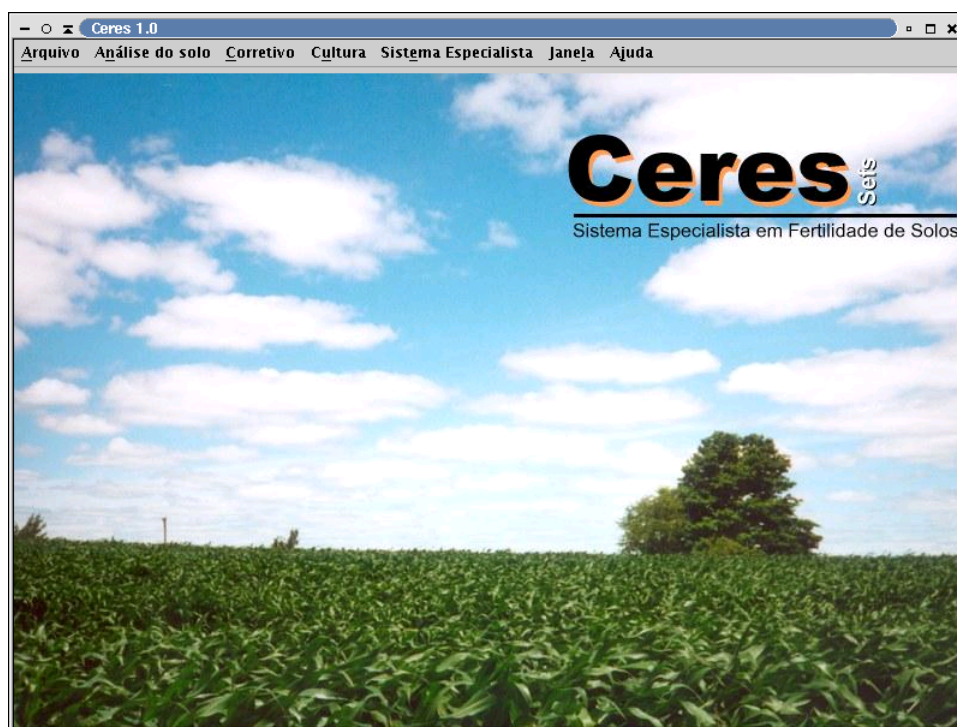 Ceres 1.0
Arquivo Análise do solo Corretivo Cultura Sistema Especialista Janela Ajuda
Ceres Sefs
Sistema Especialista em Fertilidade de Solos